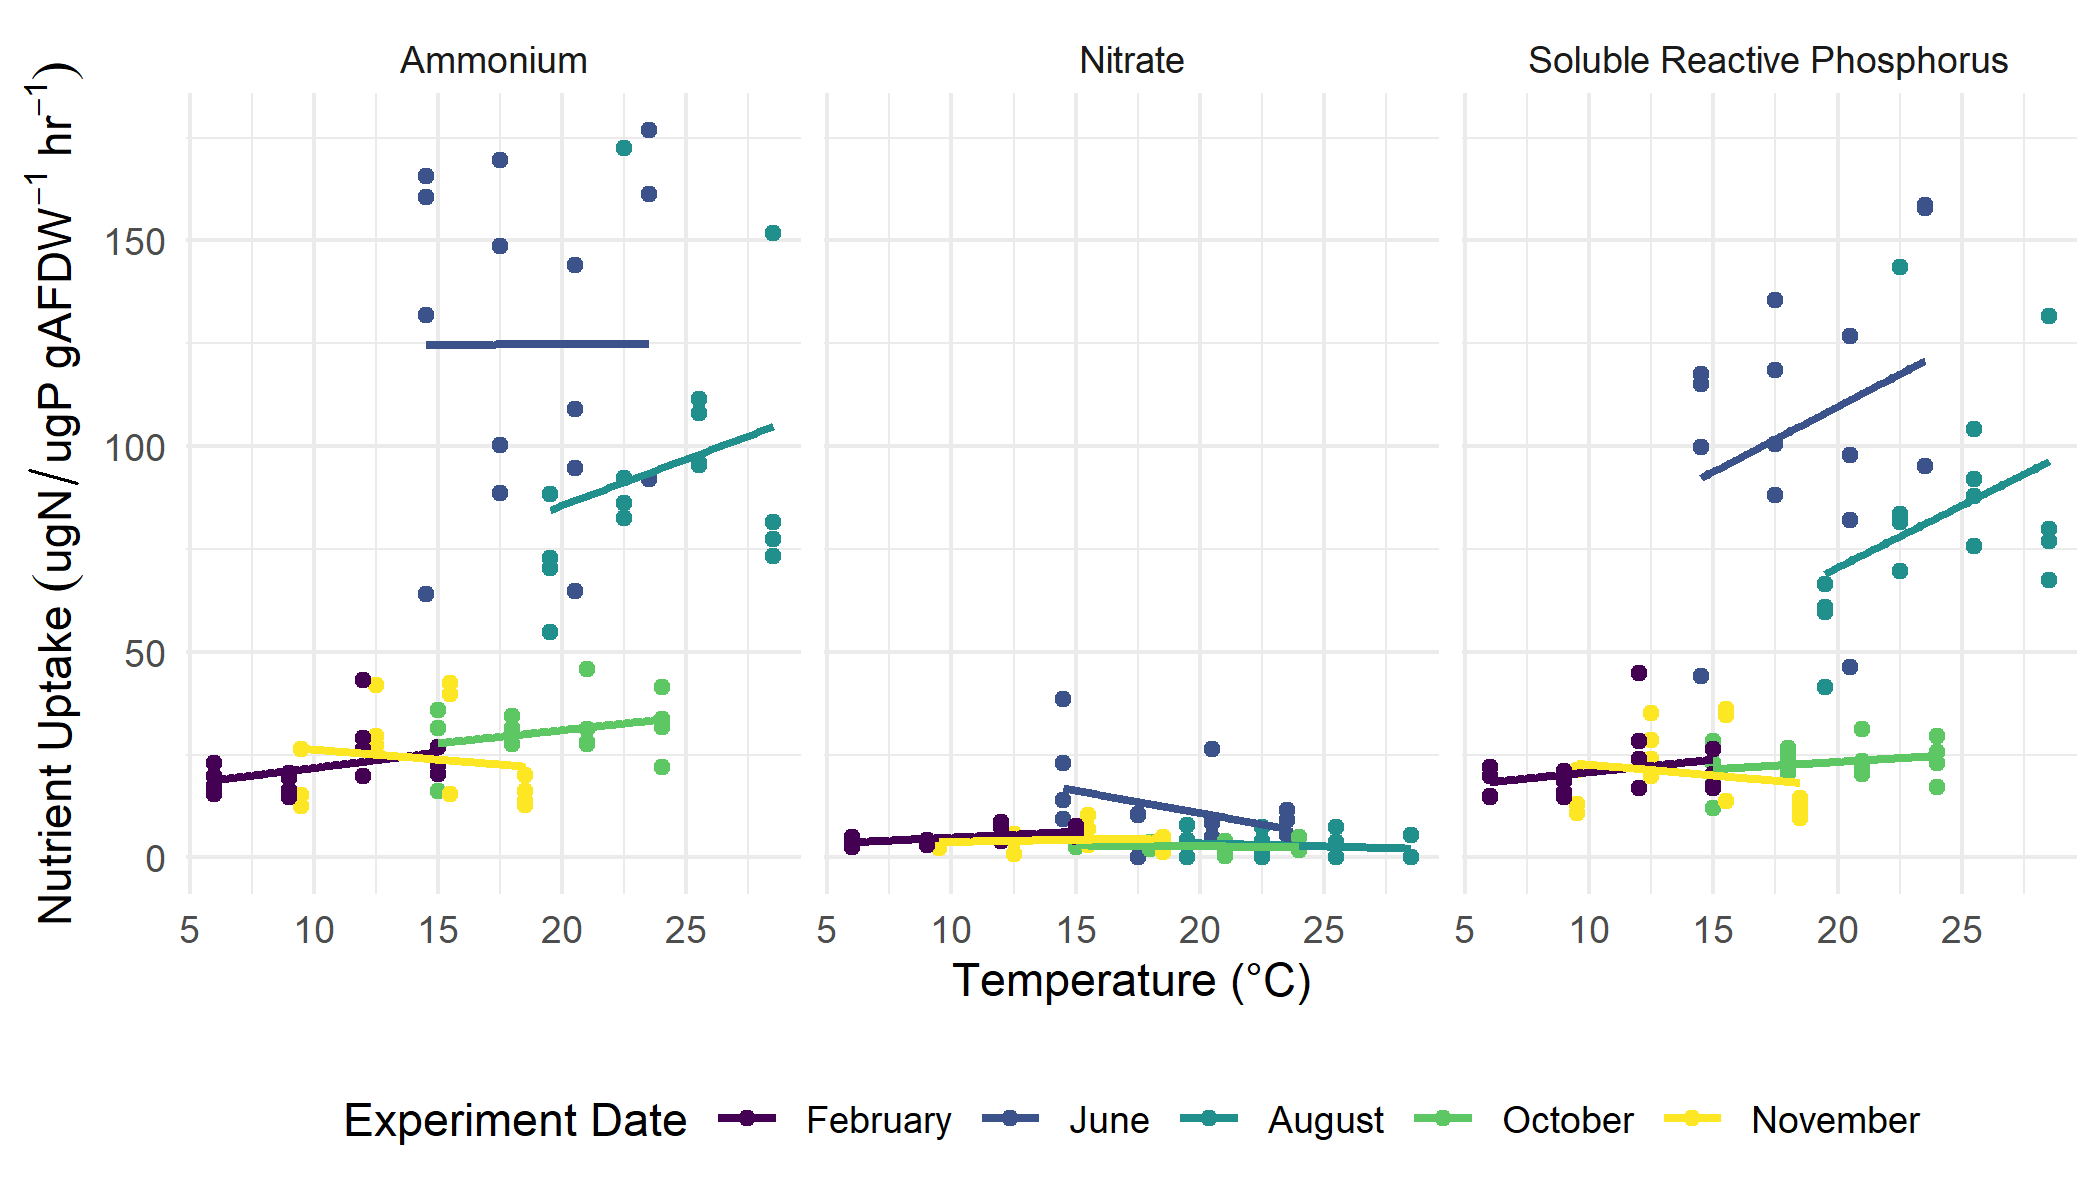 Ammonium Nitrate Soluble Reactive Phosphorus
Nutrient Uptake (ugN/ugP gAFDW⁻¹ hr⁻¹)
150
100
50
0
5 10 15 20 25 5 10 15 20 25 5 10 15 20 25
Temperature (°C)
Experiment Date February June August October November